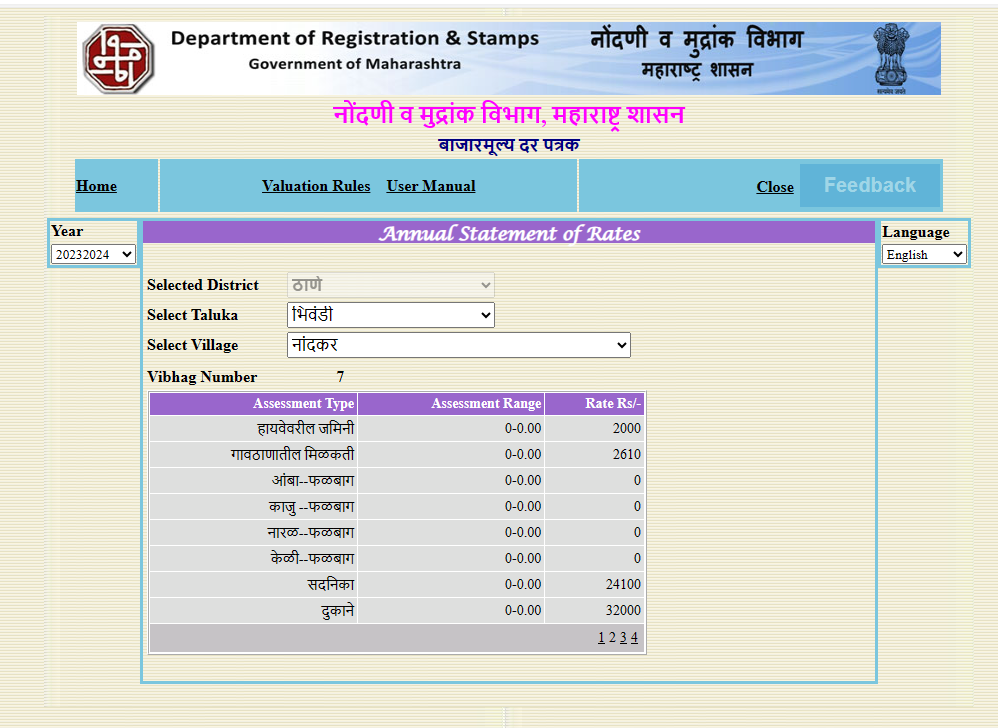 Department of Registration & Stamps नोंदणी व मुद्रांक विभाग
Government of Maharashtra महाराष्ट्र शासन
नोंदणी व मुद्रांक विभाग, महाराष्ट्र शासन
बाजारमूल्य दर पत्रक
Home Valuation Rules User Manual Close Feedback
Year Annual Statement of Rates Language
20232024 English
Selected District ठाणे
Select Taluka भिवंडी
Select Village नांदकर
Vibhag Number 7
Assessment Type Assessment Range Rate Rs/-
हायवेवरील जमिनी 0-0.00 2000
गावठाणातील मिळकती 0-0.00 2610
आंबा--फळबाग 0-0.00 0
काजु --फळबाग 0-0.00 0
नारळ--फळबाग 0-0.00 0
केळी--फळबाग 0-0.00 0
सदनिका 0-0.00 24100
दुकाने 0-0.00 32000
1 2 3 4